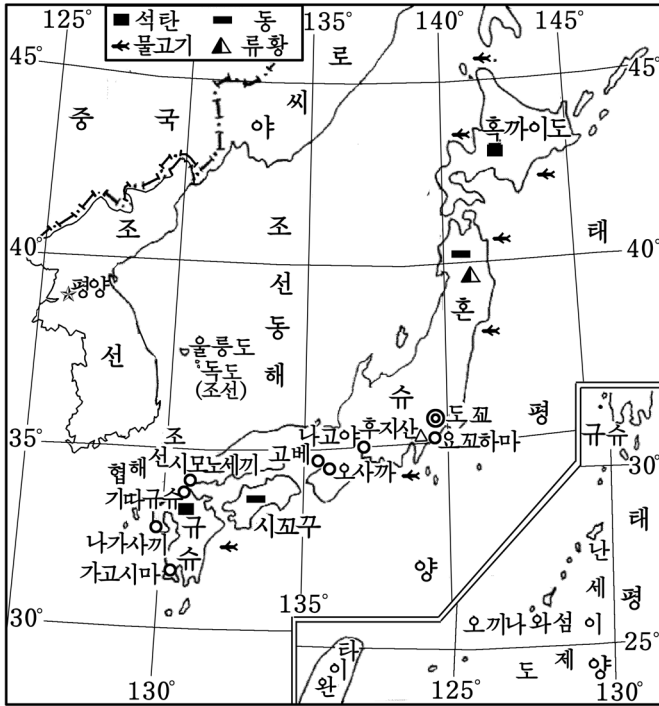 125°
135°
140°
145°
석탄
동
물고기
류황
45°
45°
로
씨
야
중 국
혹까이도
조
조
선
동
해
태
40°
40°
평양
선
울릉도
독도
(조선)
혼
슈
도꾜
평
나고야
후지산
요꼬하마
규슈
35°
35°
30°
조
선
협해
시모노세끼
고베
오사까
기따규슈
규
슈
시꼬꾸
나가사끼
가고시마
양
태
평
양
난
세
이
제
도
오끼나와섬
30°
25°
타
이
완
130°
135°
125°
130°